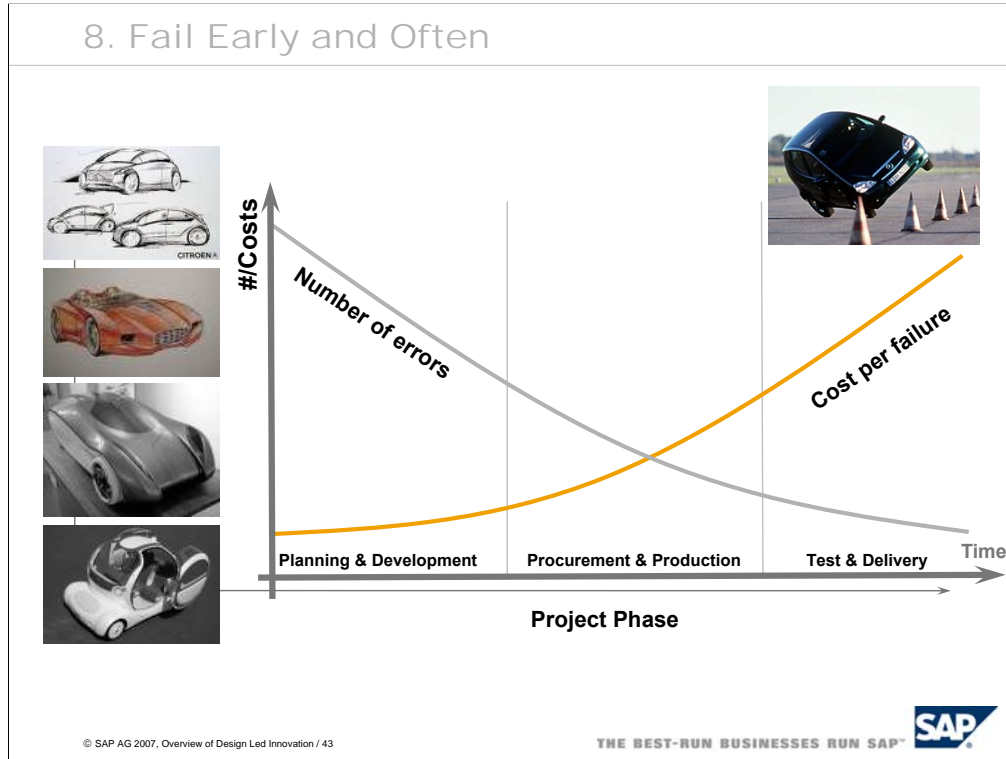 8. Fail Early and Often
CITROEN
#/Costs
Number of errors
Cost per failure
Planning & Development
Procurement & Production
Test & Delivery
Time
Project Phase
© SAP AG 2007, Overview of Design Led Innovation / 43
THE BEST-RUN BUSINESSES RUN SAP™
SAP